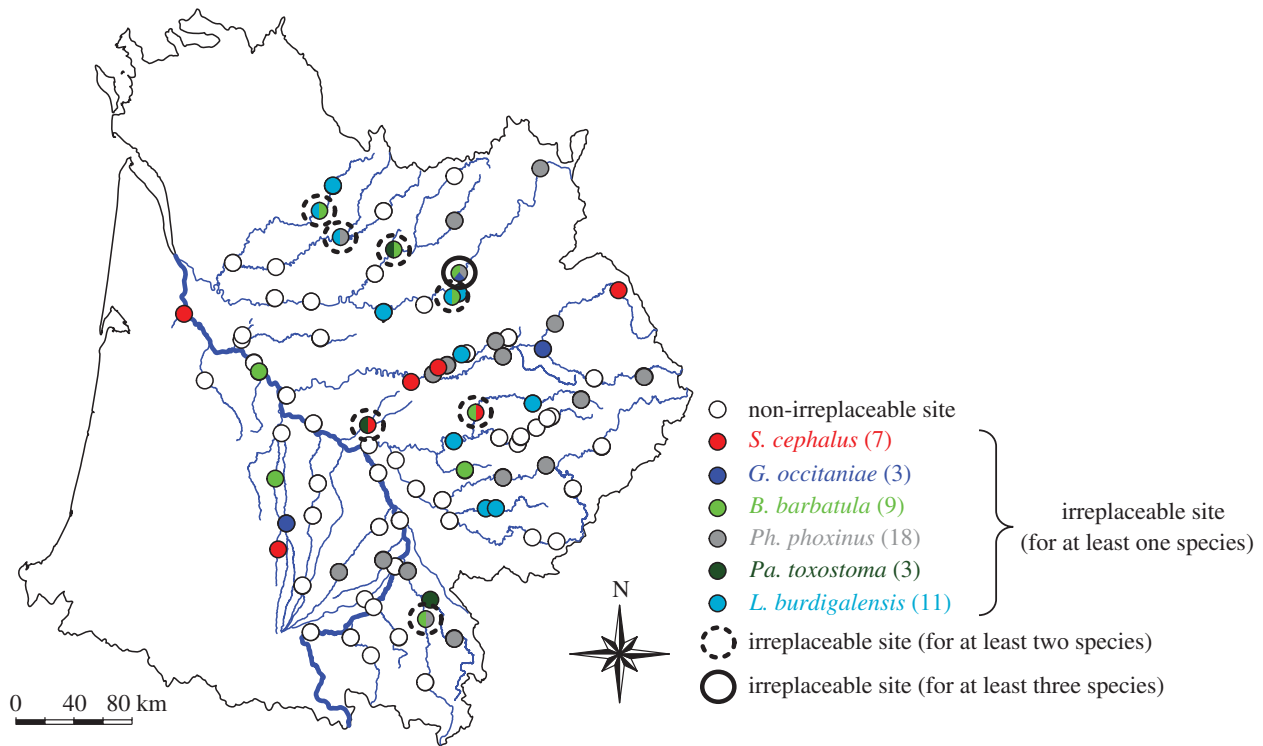 non-irreplaceable site
S. cephalus (7)
G. occitaniae (3)
B. barbatula (9)
Ph. phoxinus (18)
Pa. toxostoma (3)
L. burdigalensis (11)
irreplaceable site
(for at least one species)
irreplaceable site (for at least two species)
irreplaceable site (for at least three species)
N
0 40 80 km